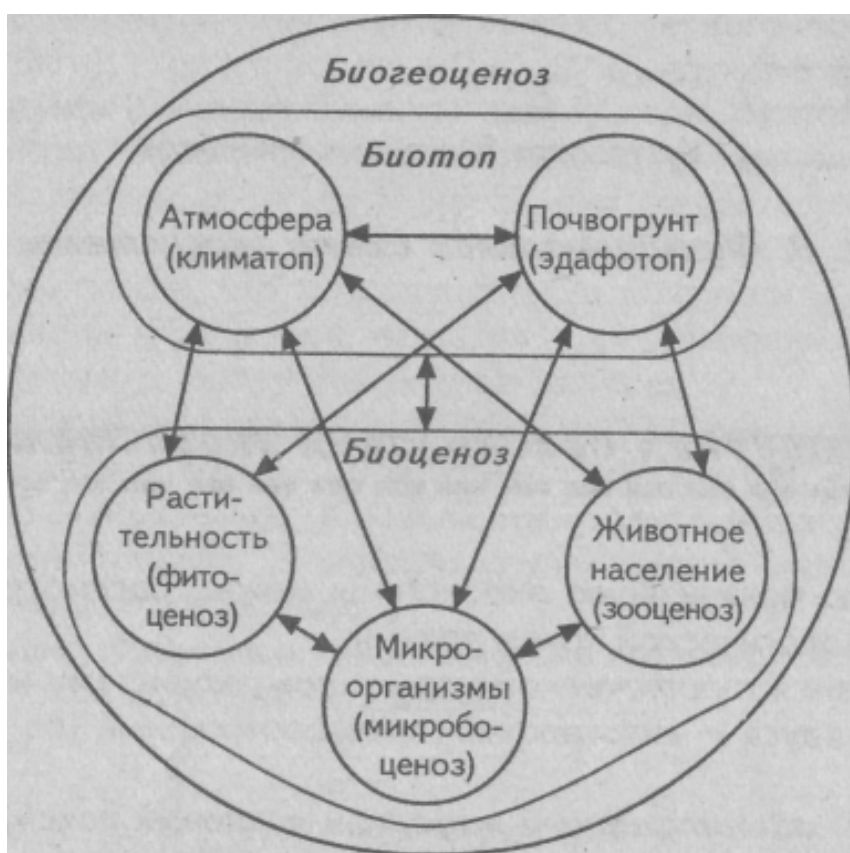 Биогеоценоз
Биотоп
Атмосфера
(климатоп)
Почвогрунт
(эдафотоп)
Биоценоз
Расти-
тельность
(фито-
ценоз)
Животное
население
(зооценоз)
Микро-
организмы
(микробо-
ценоз)